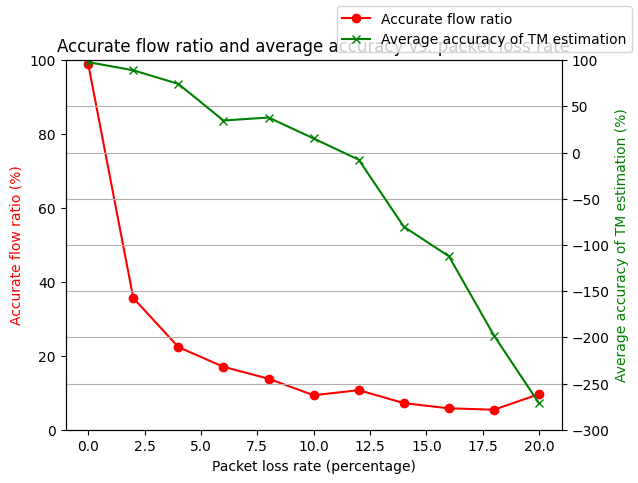 Accurate flow ratio
Average accuracy of TM estimation
Accurate flow ratio and average accuracy vs. packet loss rate
100
80
60
40
20
0
Accurate flow ratio (%)
100
50
0
−50
−100
−150
−200
−250
−300
Average accuracy of TM estimation (%)
0.0 2.5 5.0 7.5 10.0 12.5 15.0 17.5 20.0
Packet loss rate (percentage)